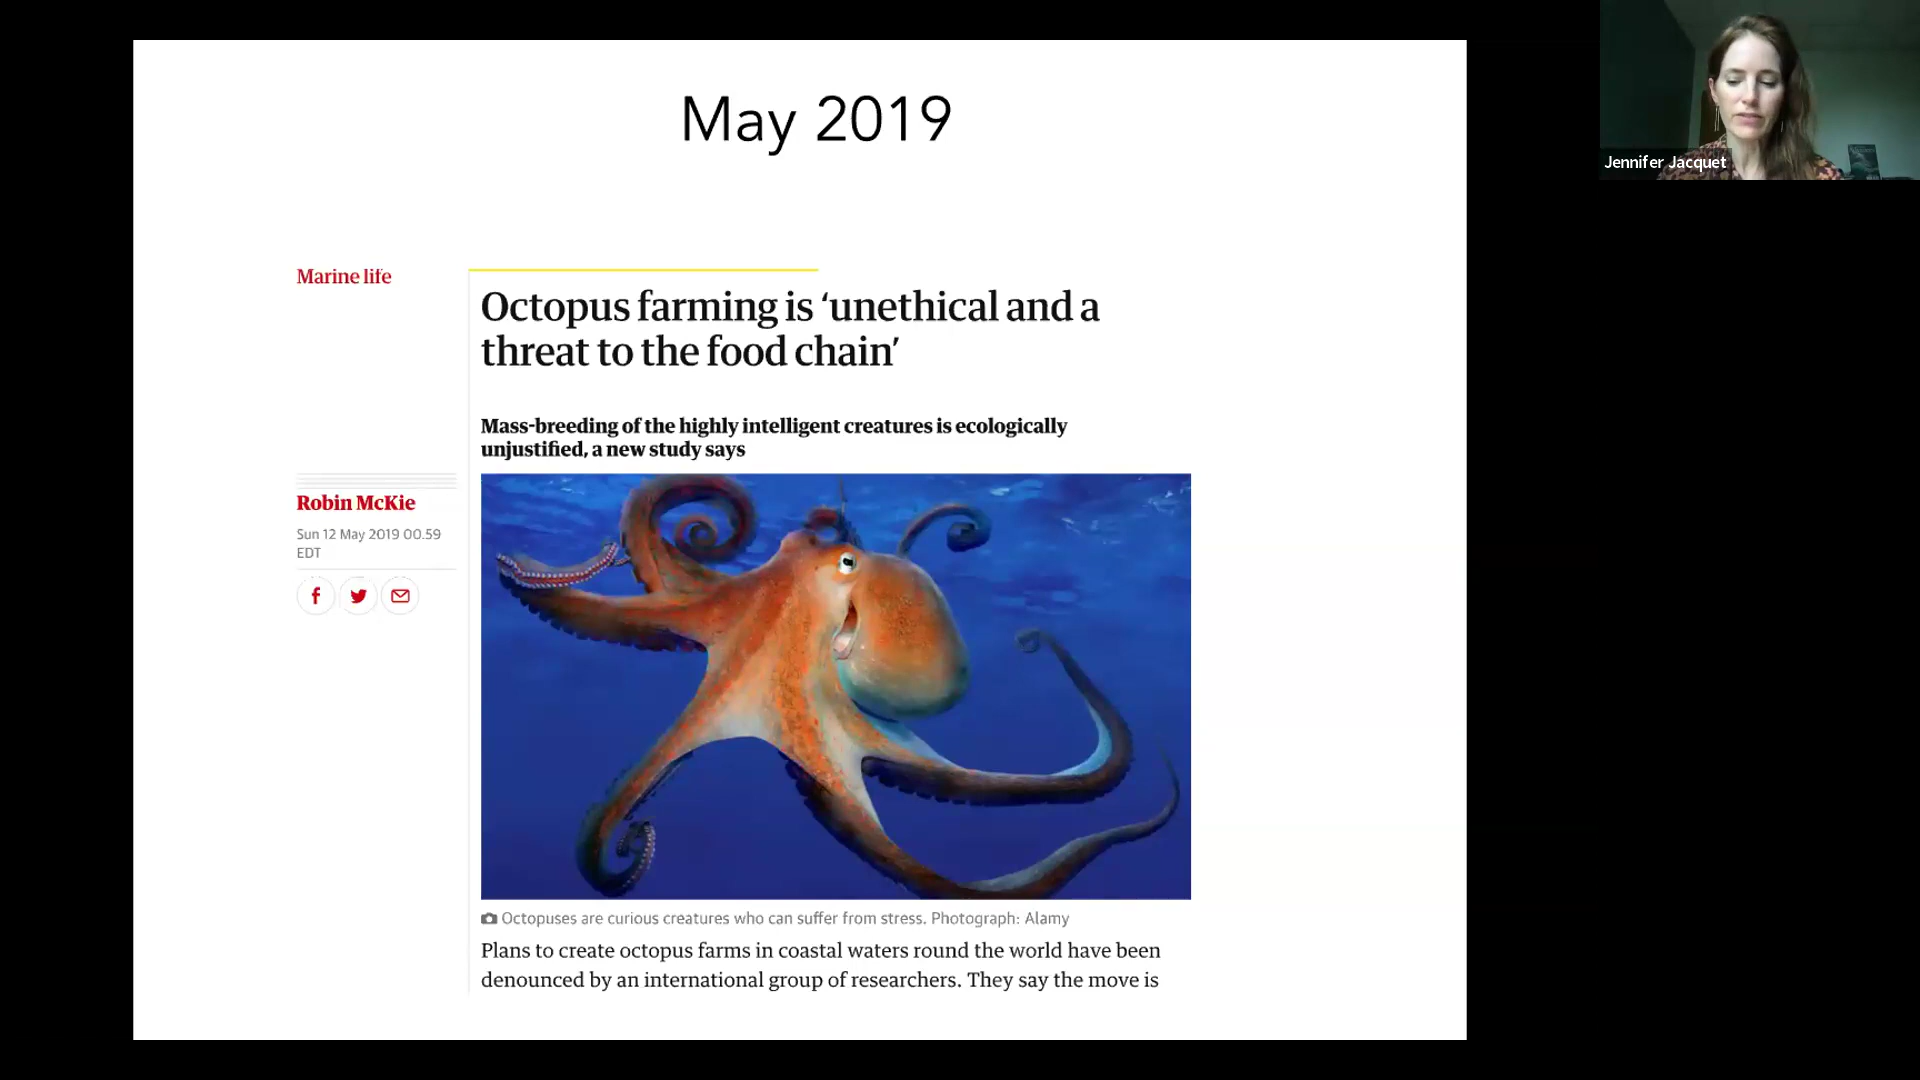 May 2019
Jennifer Jacquet
Marine life
Octopus farming is ‘unethical and a
threat to the food chain’
Mass-breeding of the highly intelligent creatures is ecologically
unjustified, a new study says
Robin McKie
Sun 12 May 2019 00.59
EDT
Octopuses are curious creatures who can suffer from stress. Photograph: Alamy
Plans to create octopus farms in coastal waters round the world have been
denounced by an international group of researchers. They say the move is